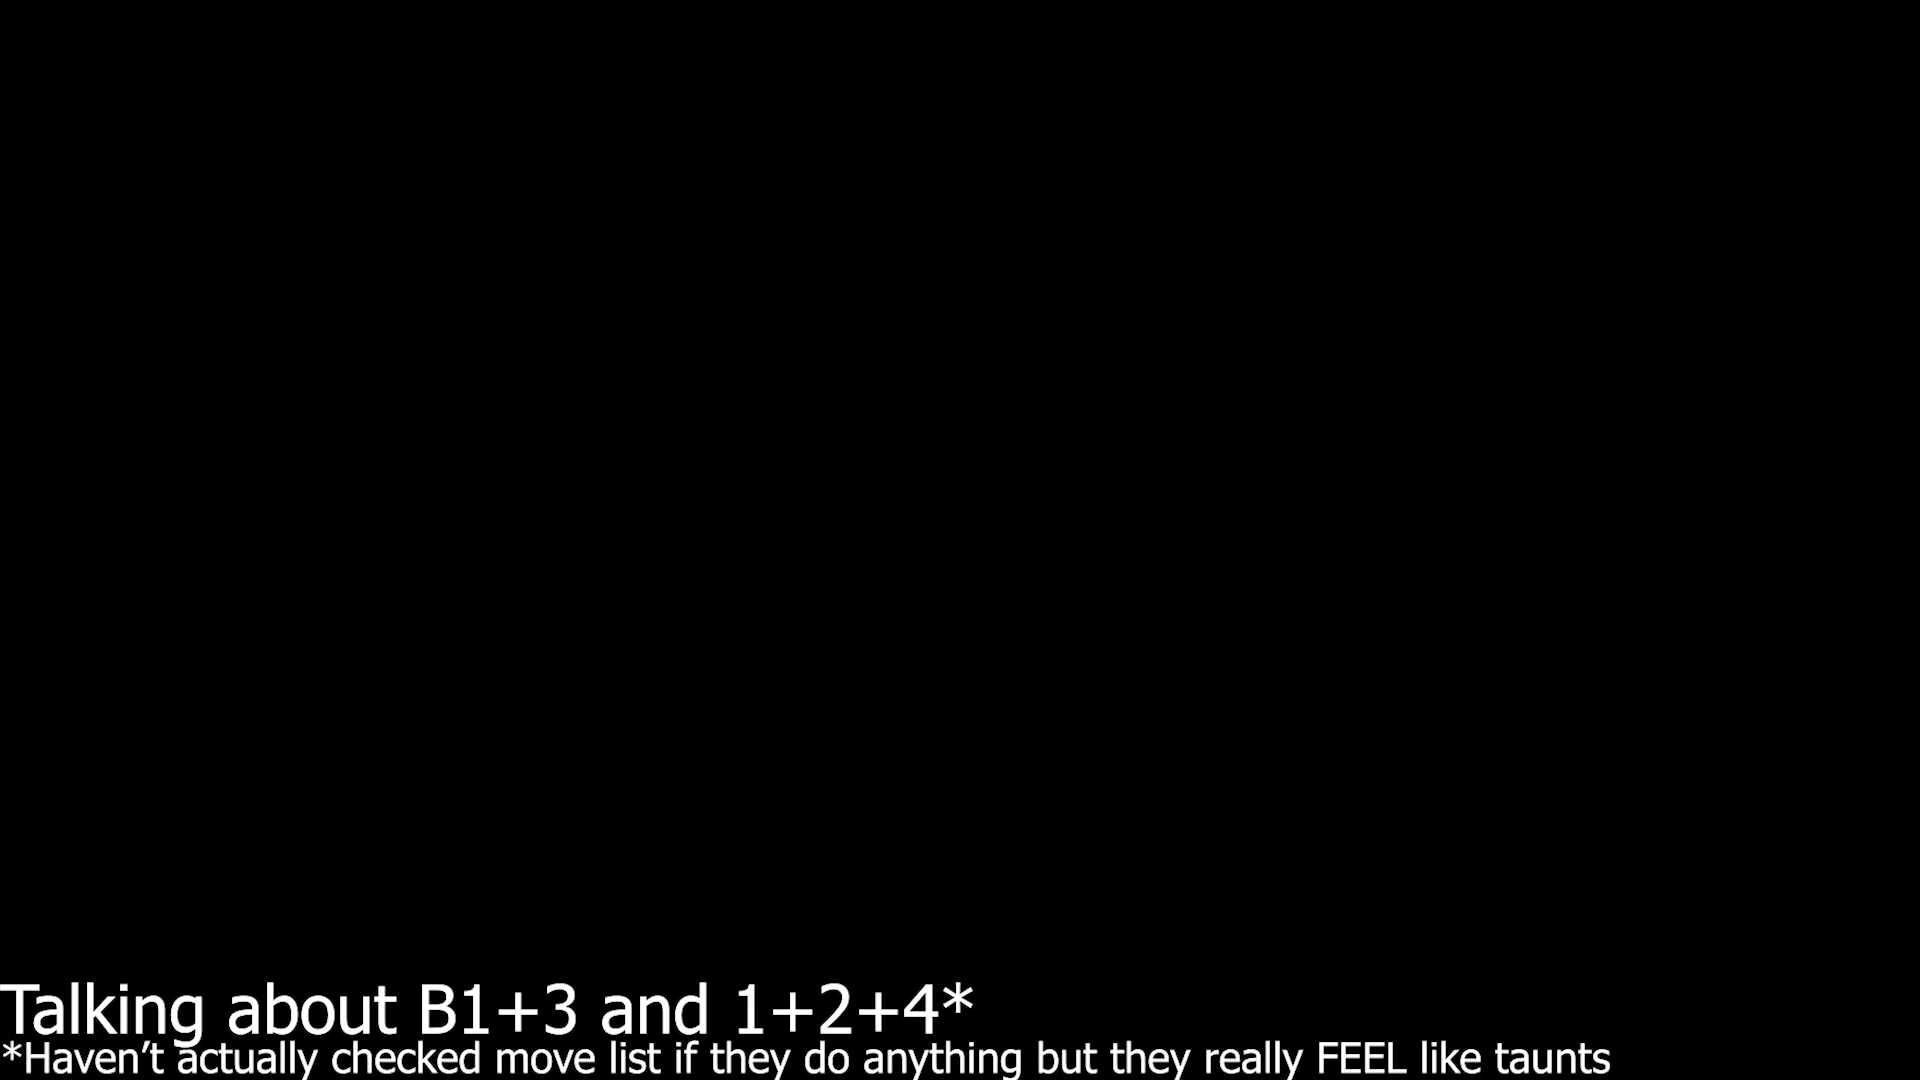 Talking about B1+3 and 1+2+4*
*Haven’t actually checked move list if they do anything but they really FEEL like taunts